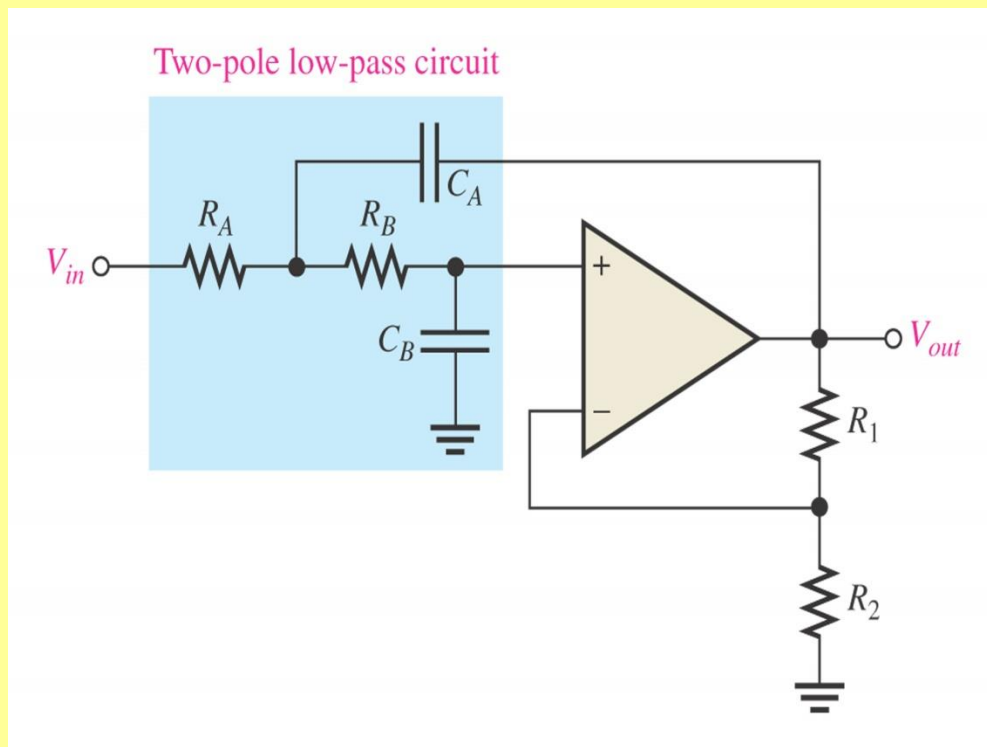 Two-pole low-pass circuit
C_A
R_A
R_B
V_in
+
C_B
V_out
−
R_1
R_2